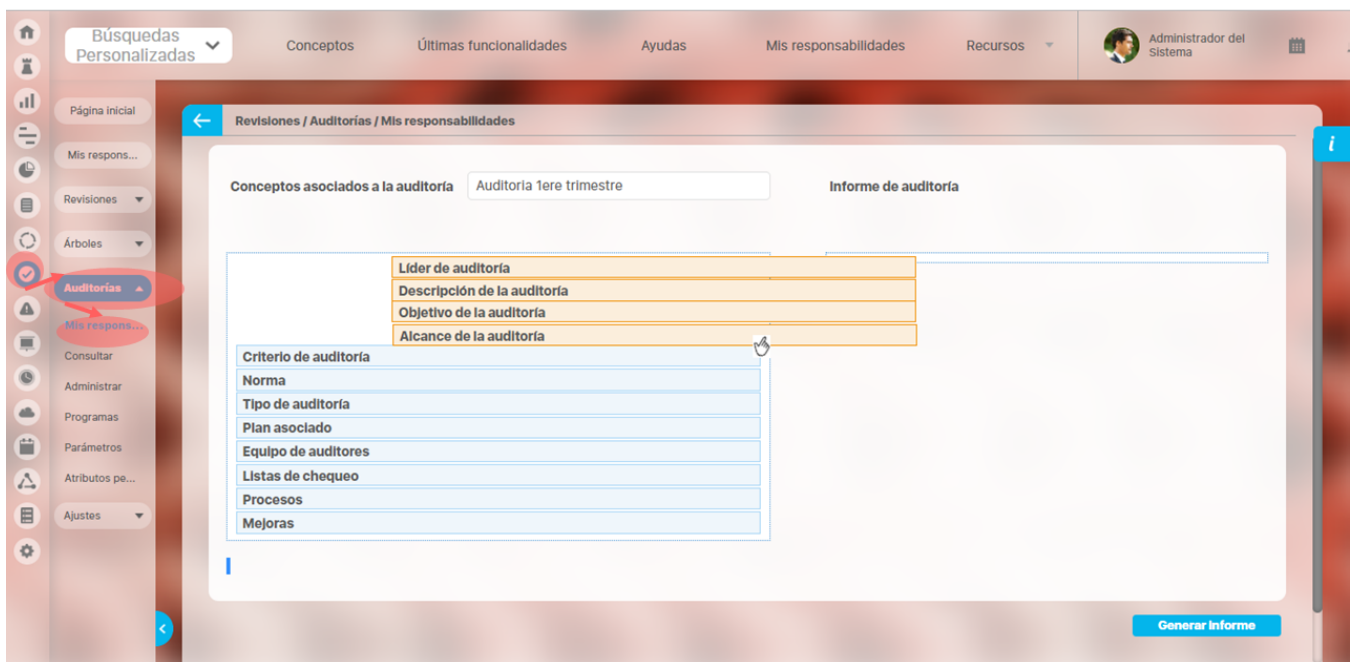 Búsquedas
Personalizadas
Conceptos
Últimas funcionalidades
Ayudas
Mis responsabilidades
Recursos
Administrador del
Sistema
Página inicial
Mis respons...
Revisiones
Árboles
Auditorías
Mis respons...
Consultar
Administrar
Programas
Parámetros
Atributos pe...
Ajustes
Revisiones / Auditorías / Mis responsabilidades
i
Conceptos asociados a la auditoría
Auditoria 1ere trimestre
Informe de auditoría
Líder de auditoría
Descripción de la auditoría
Objetivo de la auditoría
Alcance de la auditoría
Criterio de auditoría
Norma
Tipo de auditoría
Plan asociado
Equipo de auditores
Listas de chequeo
Procesos
Mejoras
Generar Informe